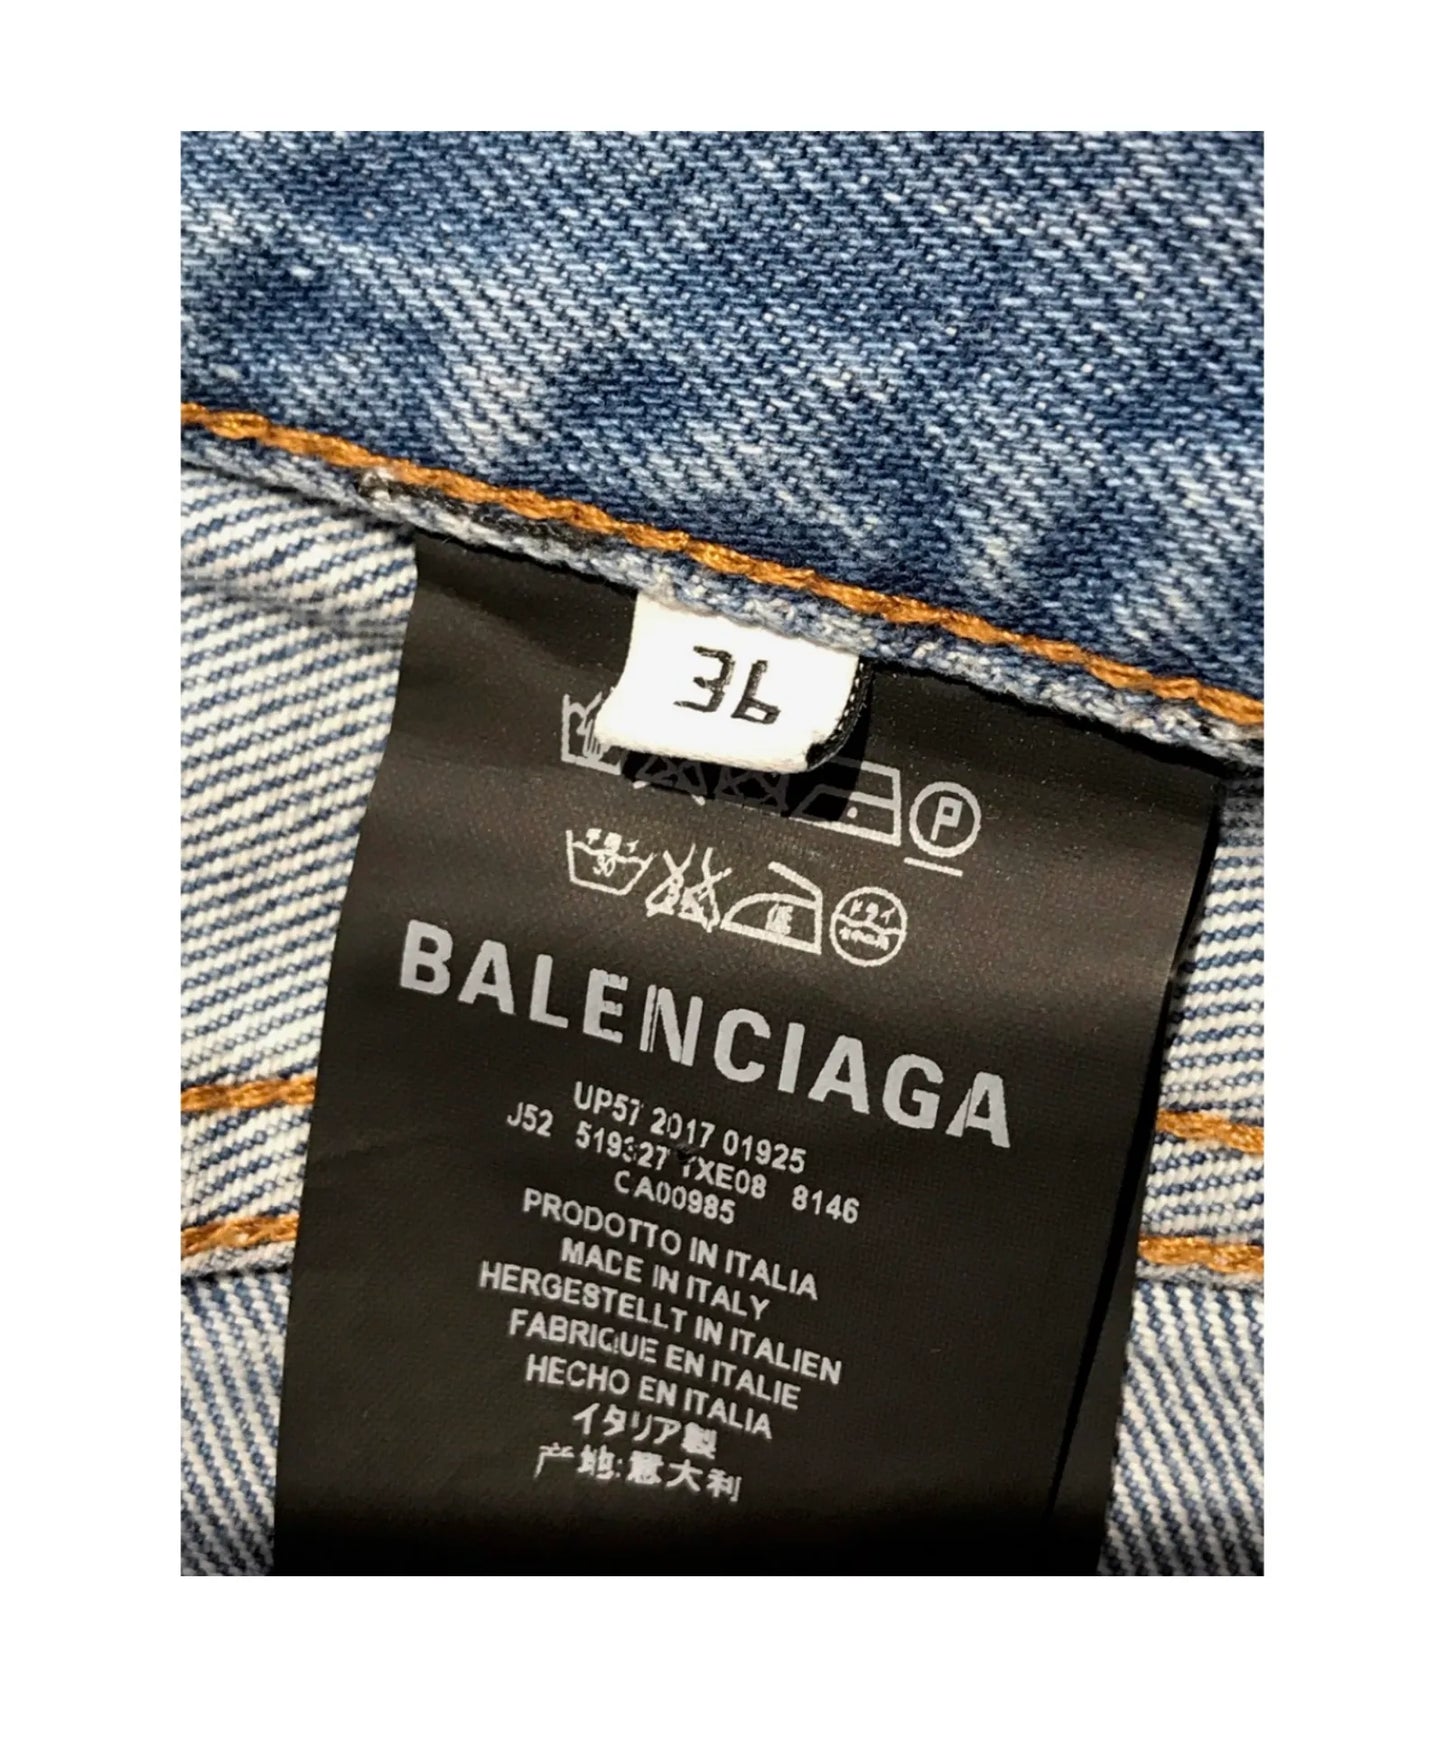 36
P
30
BALENCIAGA
UP57 2017 01925
J52 519327 TXE08 8146
CA00985
PRODOTTO IN ITALIA
MADE IN ITALY
HERGESTELLT IN ITALIEN
FABRIQUE EN ITALIE
HECHO EN ITALIA
イタリア製
产地:意大利